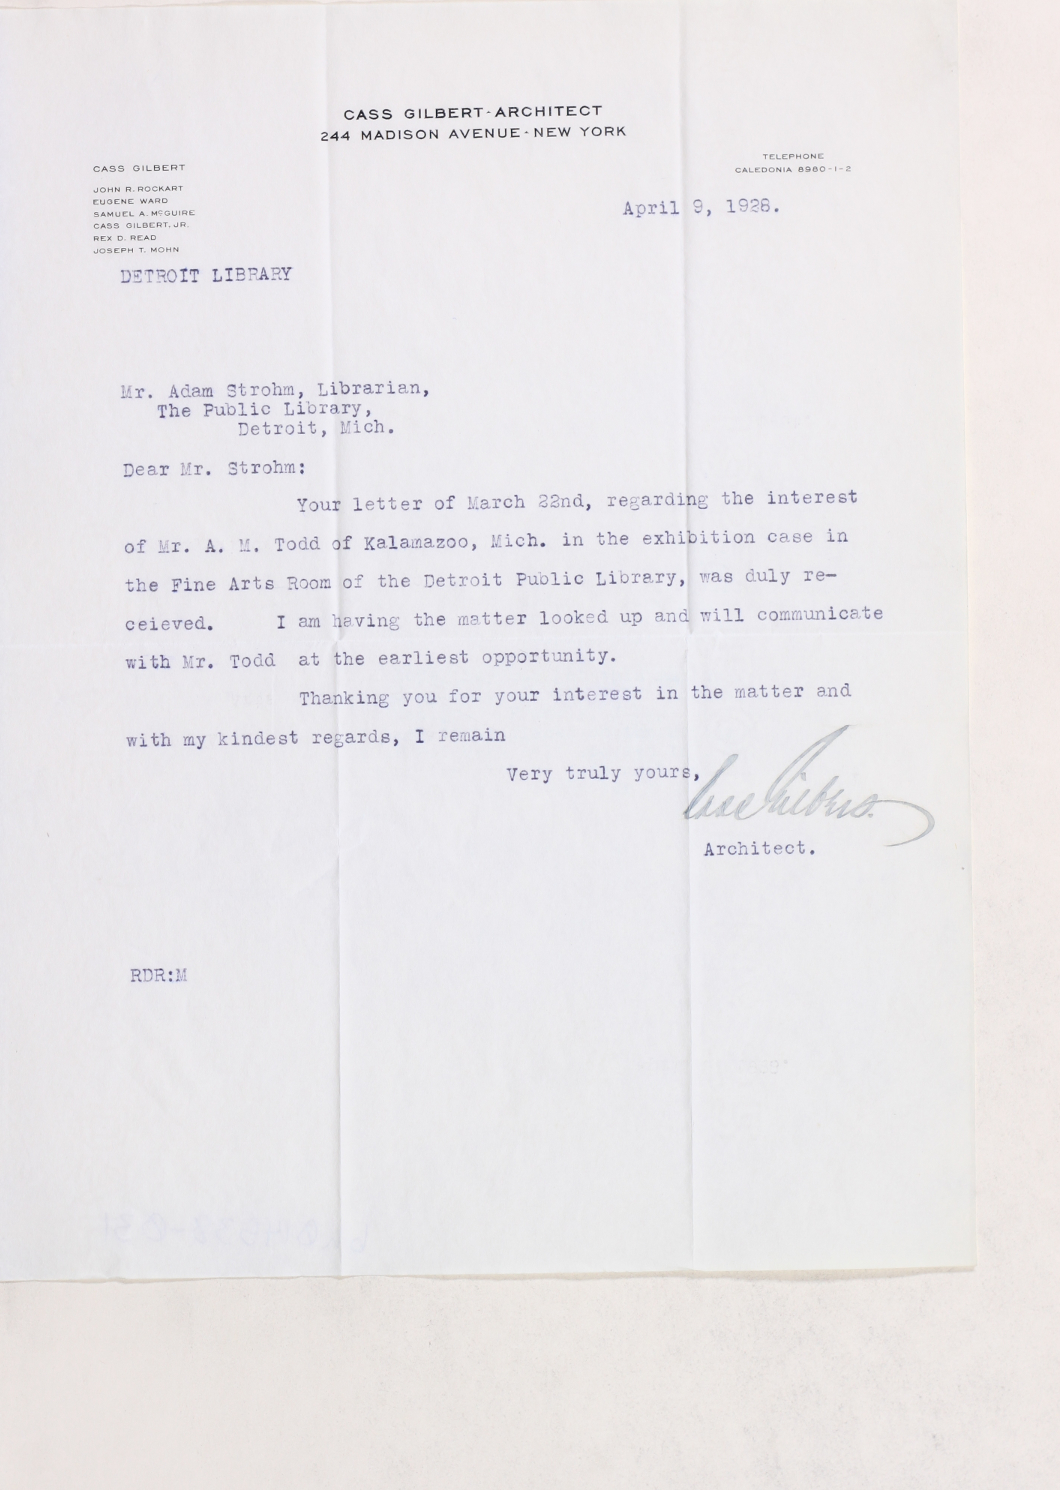 CASS GILBERT-ARCHITECT
244 MADISON AVENUE-NEW YORK
TELEPHONE
CALEDONIA 8980-1-2
CASS GILBERT
JOHN R. ROCKART
EUGENE WARD
SAMUEL A. McGUIRE
CASS GILBERT, JR.
REX D. READ
JOSEPH T. MOHN
April 9, 1928.
DETROIT LIBRARY
Mr. Adam Strohm, Librarian,
The Public Library,
Detroit, Mich.
Dear Mr. Strohm:
Your letter of March 22nd, regarding the interest
of Mr. A. M. Todd of Kalamazoo, Mich. in the exhibition case in
the Fine Arts Room of the Detroit Public Library, was duly re-
ceieved. I am having the matter looked up and will communicate
with Mr. Todd at the earliest opportunity.
Thanking you for your interest in the matter and
with my kindest regards, I remain
Very truly yours,
Cass Gilbert.
Architect.
RDR:M